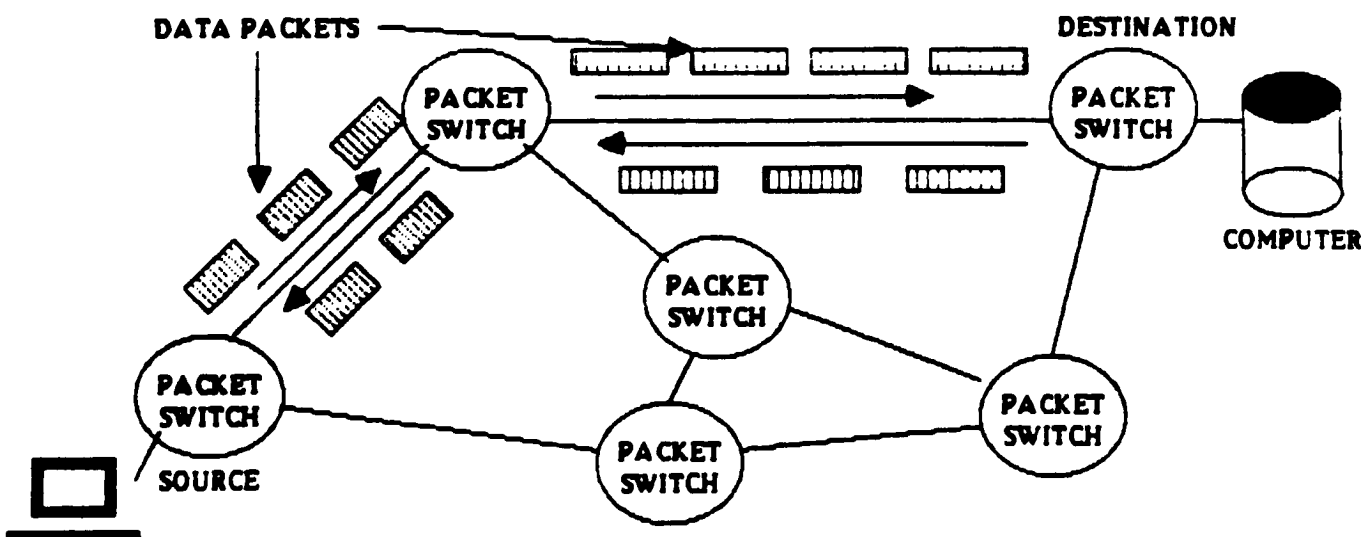 DATA PACKETS
DESTINATION
PACKET
SWITCH
PACKET
SWITCH
COMPUTER
PACKET
SWITCH
PACKET
SWITCH
PACKET
SWITCH
PACKET
SWITCH
SOURCE